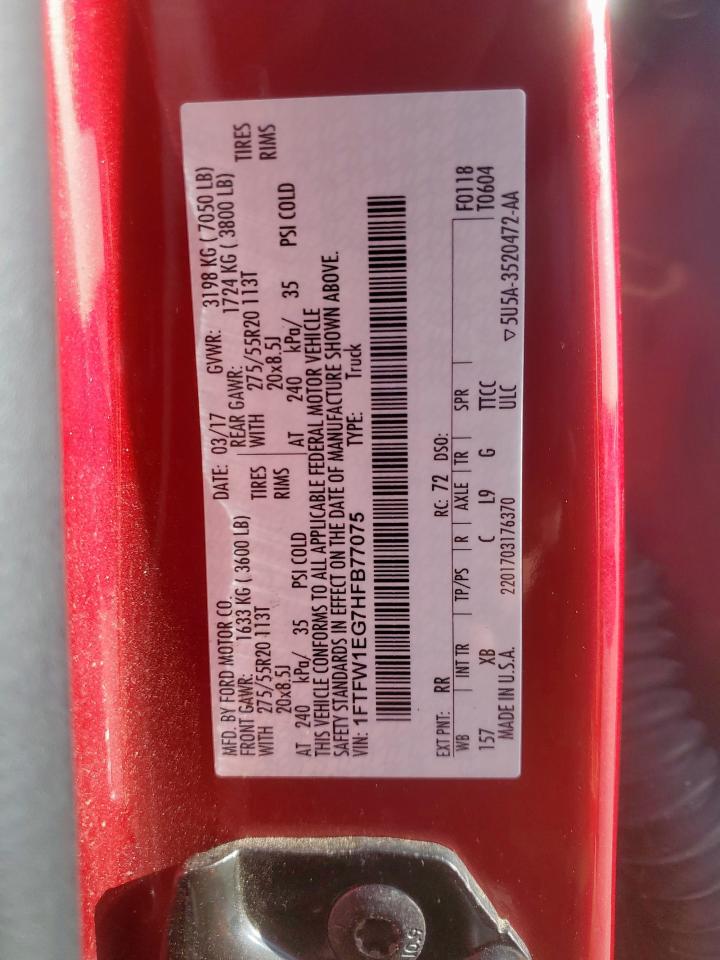 MFD. BY FORD MOTOR CO. DATE: 03/17 GVWR: 3198 KG ( 7050 LB)
FRONT GAWR: 1633 KG ( 3600 LB) REAR GAWR: 1724 KG ( 3800 LB)
WITH 275/55R20 113T TIRES WITH 275/55R20 113T TIRES
20x8.5J RIMS 20x8.5J RIMS
AT 240 kPa/ 35 PSI COLD AT 240 kPa/ 35 PSI COLD
THIS VEHICLE CONFORMS TO ALL APPLICABLE FEDERAL MOTOR VEHICLE
SAFETY STANDARDS IN EFFECT ON THE DATE OF MANUFACTURE SHOWN ABOVE.
VIN: 1FTFW1EG7HFB77075 TYPE: Truck
EXT PNT: RR RC: 72 DSO:
WB INT TR TP/PS R AXLE TR SPR F0118
157 XB C L9 G TTCC T0604
MADE IN U.S.A. 2201703176370 ULC ▽5U5A-3520472-AA
10.9